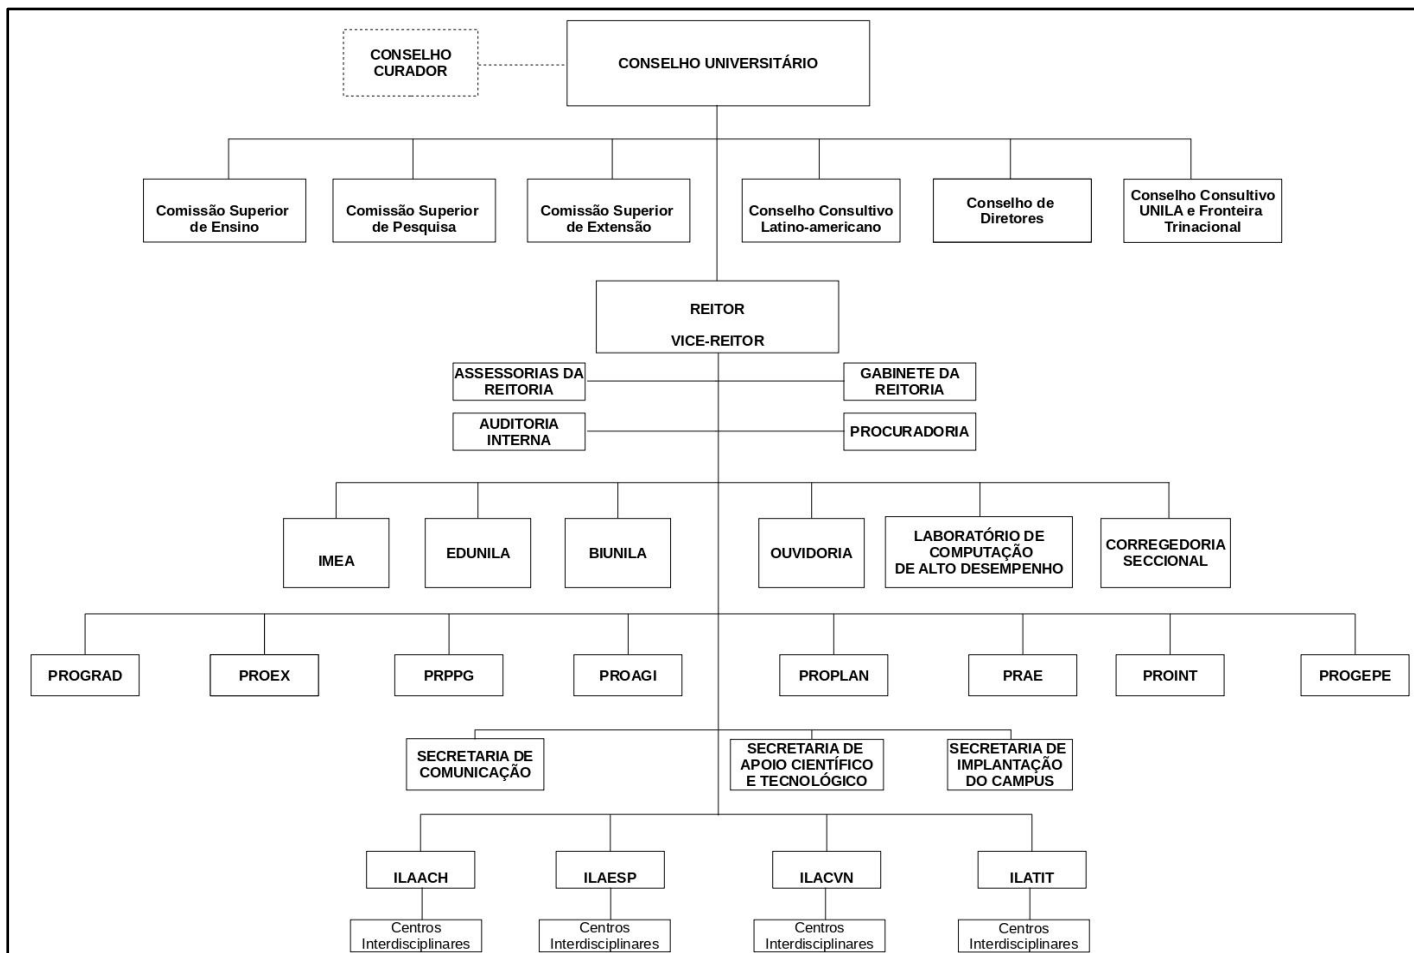 CONSELHO
CURADOR
CONSELHO UNIVERSITÁRIO
Comissão Superior
de Ensino
Comissão Superior
de Pesquisa
Comissão Superior
de Extensão
Conselho Consultivo
Latino-americano
Conselho de
Diretores
Conselho Consultivo
UNILA e Fronteira
Trinacional
REITOR
VICE-REITOR
ASSESSORIAS DA
REITORIA
GABINETE DA
REITORIA
AUDITORIA
INTERNA
PROCURADORIA
IMEA
EDUNILA
BIUNILA
OUVIDORIA
LABORATÓRIO DE
COMPUTAÇÃO
DE ALTO DESEMPENHO
CORREGEDORIA
SECCIONAL
PROGRAD
PROEX
PRPPG
PROAGI
PROPLAN
PRAE
PROINT
PROGEPE
SECRETARIA DE
COMUNICAÇÃO
SECRETARIA DE
APOIO CIENTÍFICO
E TECNOLÓGICO
SECRETARIA DE
IMPLANTAÇÃO
DO CAMPUS
ILAACH
ILAESP
ILACVN
ILATIT
Centros
Interdisciplinares
Centros
Interdisciplinares
Centros
Interdisciplinares
Centros
Interdisciplinares